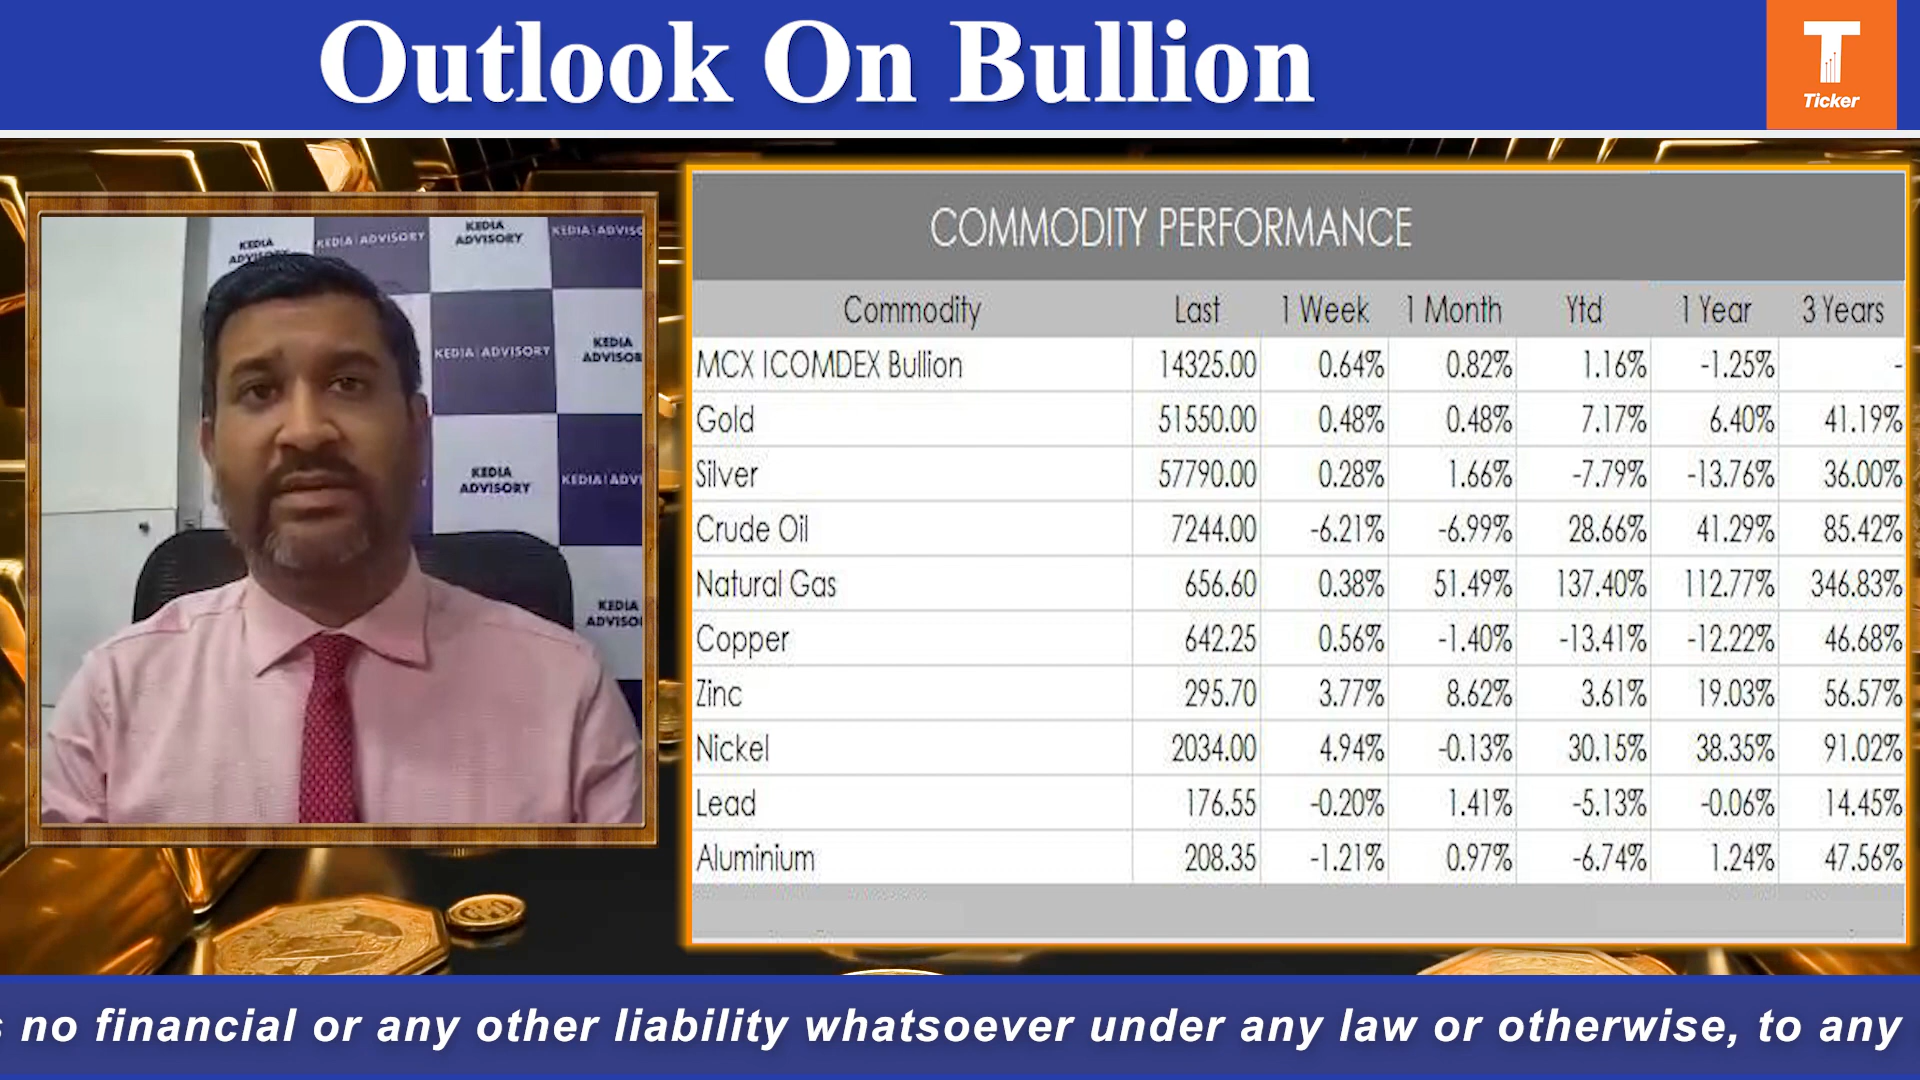 Outlook On Bullion
T
Ticker
KEDIA
ADVISORY
KEDIA ADVISORY
KEDIA
ADVISORY
KEDIA ADVISO
KEDIA ADVISORY
KEDIA
ADVISOR
KEDIA
ADVISORY
KEDIA ADV
KEDIA
ADVISO
COMMODITY PERFORMANCE
Commodity Last 1 Week 1 Month Ytd 1 Year 3 Years
MCX ICOMDEX Bullion 14325.00 0.64% 0.82% 1.16% -1.25% -
Gold 51550.00 0.48% 0.48% 7.17% 6.40% 41.19%
Silver 57790.00 0.28% 1.66% -7.79% -13.76% 36.00%
Crude Oil 7244.00 -6.21% -6.99% 28.66% 41.29% 85.42%
Natural Gas 656.60 0.38% 51.49% 137.40% 112.77% 346.83%
Copper 642.25 0.56% -1.40% -13.41% -12.22% 46.68%
Zinc 295.70 3.77% 8.62% 3.61% 19.03% 56.57%
Nickel 2034.00 4.94% -0.13% 30.15% 38.35% 91.02%
Lead 176.55 -0.20% 1.41% -5.13% -0.06% 14.45%
Aluminium 208.35 -1.21% 0.97% -6.74% 1.24% 47.56%
no financial or any other liability whatsoever under any law or otherwise, to any